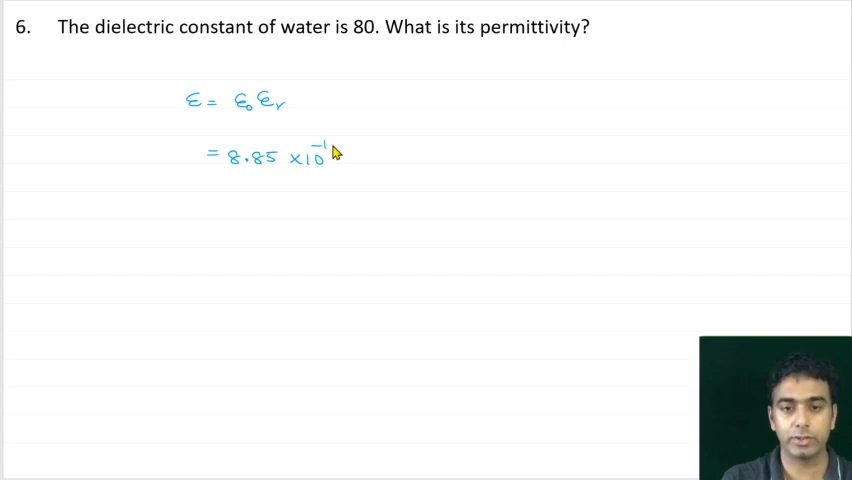 6. The dielectric constant of water is 80. What is its permittivity?
ε = ε₀ εᵣ
= 8.85 × 10⁻¹